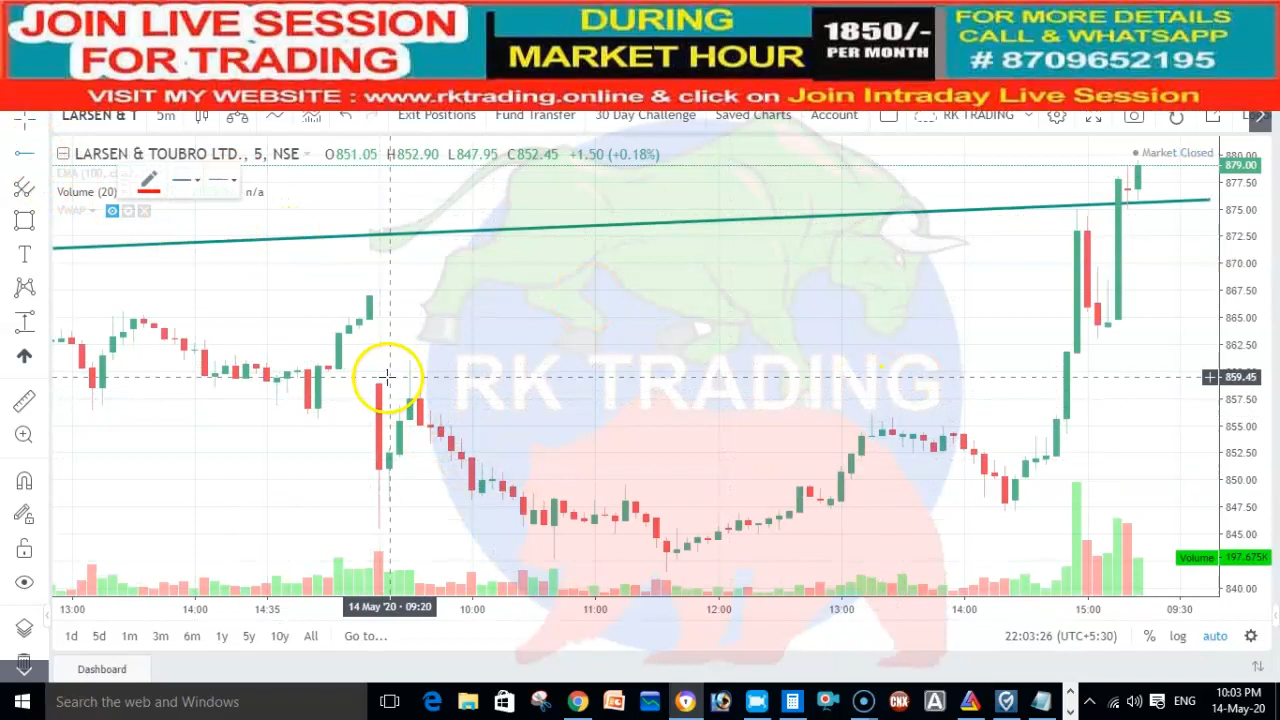 JOIN LIVE SESSION
FOR TRADING
DURING
MARKET HOUR
1850/-
PER MONTH
FOR MORE DETAILS
CALL & WHATSAPP
# 8709652195
VISIT MY WEBSITE : www.rktrading.online & click on Join Intraday Live Session
LARSEN & T 5m Exit Positions Fund Transfer 30 Day Challenge Saved Charts Account RK TRADING
LARSEN & TOUBRO LTD., 5, NSE O851.05 H852.90 L847.95 C852.45 +1.50 (+0.18%)
Market Closed
Volume (20) n/a
VWAP
RK TRADING
880.00
879.00
877.50
875.00
872.50
870.00
867.50
865.00
862.50
859.45
857.50
855.00
852.50
850.00
847.50
845.00
Volume 197.675K
840.00
13:00 14:00 14:35 14 May '20 - 09:20 10:00 11:00 12:00 13:00 14:00 15:00 09:30
1d 5d 1m 3m 6m 1y 5y 10y All Go to... 22:03:26 (UTC+5:30) % log auto
Dashboard
Search the web and Windows
CNX
ENG
10:03 PM
14-May-20